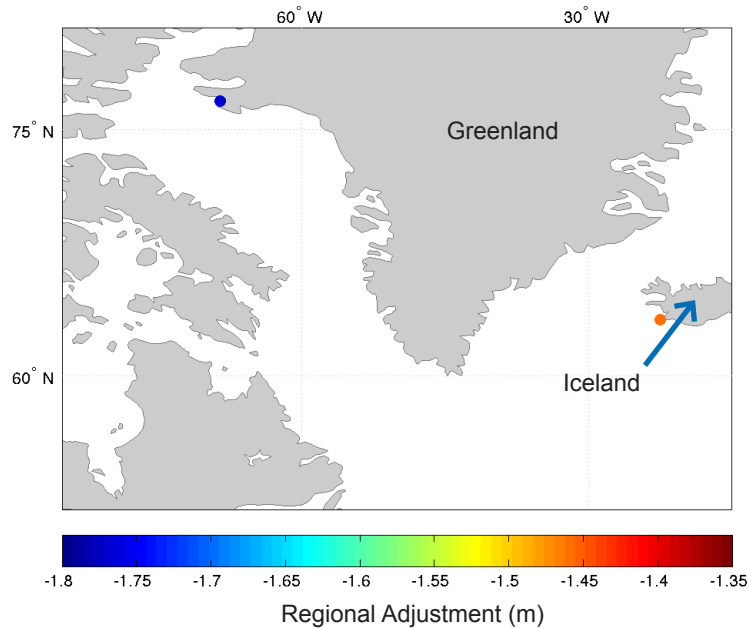 60° W 30° W
75° N
Greenland
60° N
Iceland
-1.8 -1.75 -1.7 -1.65 -1.6 -1.55 -1.5 -1.45 -1.4 -1.35
Regional Adjustment (m)